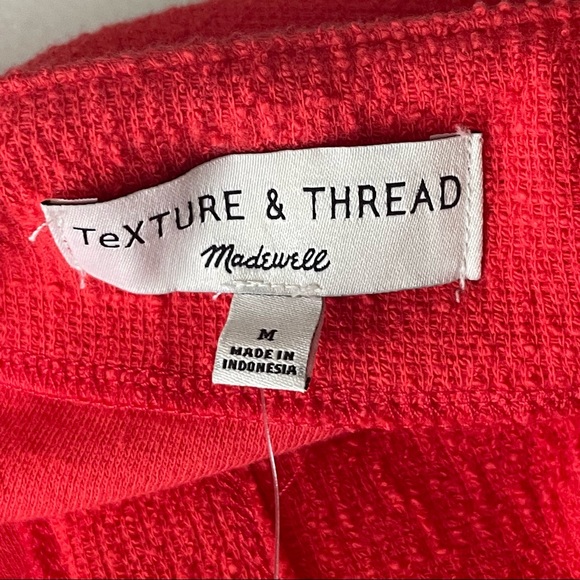 TeXTURE & THREAD
Madewell
M
MADE IN
INDONESIA